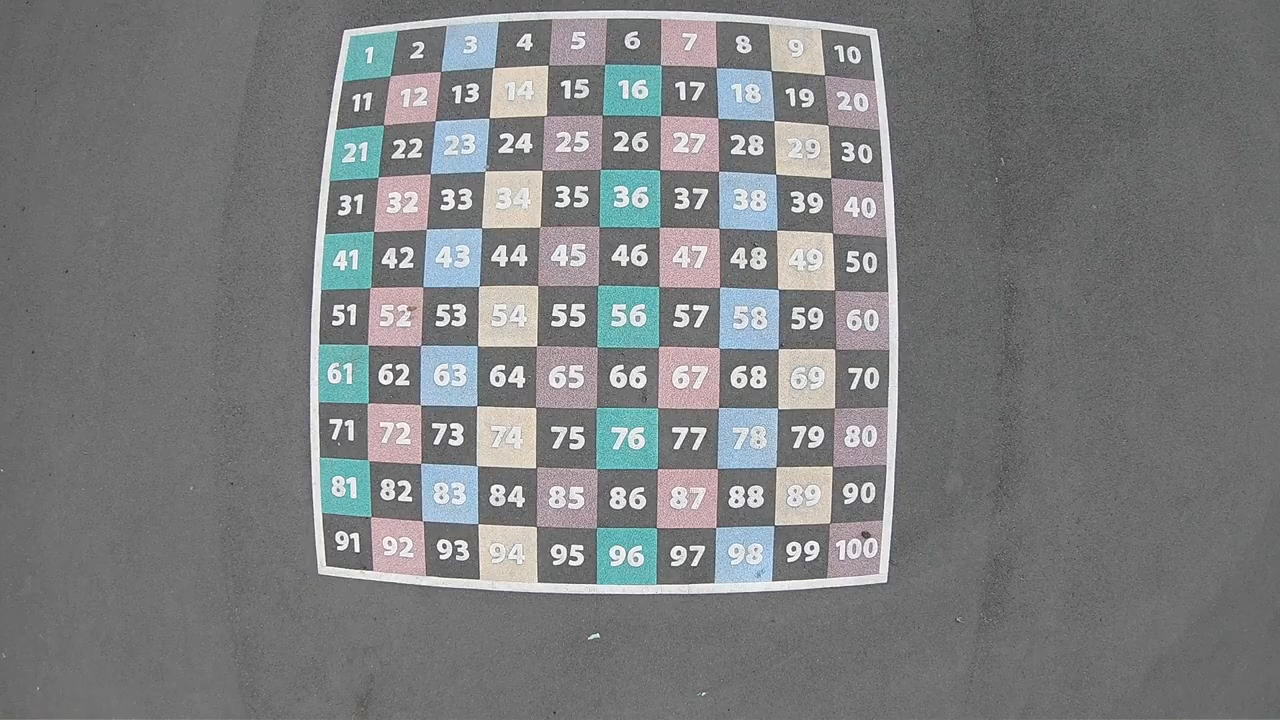 1 2 3 4 5 6 7 8 9 10
11 12 13 14 15 16 17 18 19 20
21 22 23 24 25 26 27 28 29 30
31 32 33 34 35 36 37 38 39 40
41 42 43 44 45 46 47 48 49 50
51 52 53 54 55 56 57 58 59 60
61 62 63 64 65 66 67 68 69 70
71 72 73 74 75 76 77 78 79 80
81 82 83 84 85 86 87 88 89 90
91 92 93 94 95 96 97 98 99 100